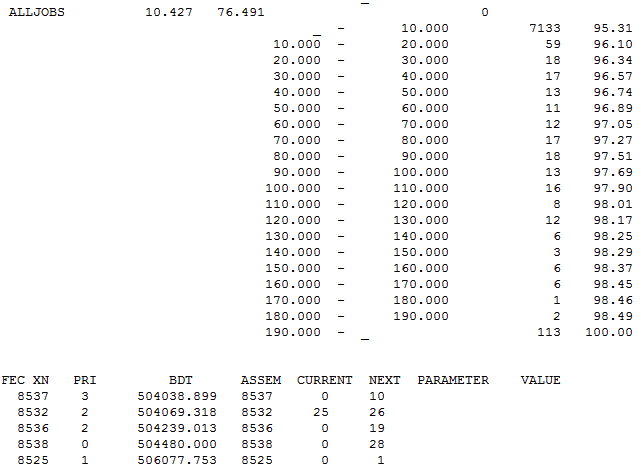 _
ALLJOBS 10.427 76.491 0
_ - 10.000 7133 95.31
10.000 - 20.000 59 96.10
20.000 - 30.000 18 96.34
30.000 - 40.000 17 96.57
40.000 - 50.000 13 96.74
50.000 - 60.000 11 96.89
60.000 - 70.000 12 97.05
70.000 - 80.000 17 97.27
80.000 - 90.000 18 97.51
90.000 - 100.000 13 97.69
100.000 - 110.000 16 97.90
110.000 - 120.000 8 98.01
120.000 - 130.000 12 98.17
130.000 - 140.000 6 98.25
140.000 - 150.000 3 98.29
150.000 - 160.000 6 98.37
160.000 - 170.000 6 98.45
170.000 - 180.000 1 98.46
180.000 - 190.000 2 98.49
190.000 - _ 113 100.00
FEC XN PRI BDT ASSEM CURRENT NEXT PARAMETER VALUE
8537 3 504038.899 8537 0 10
8532 2 504069.318 8532 25 26
8536 2 504239.013 8536 0 19
8538 0 504480.000 8538 0 28
8525 1 506077.753 8525 0 1